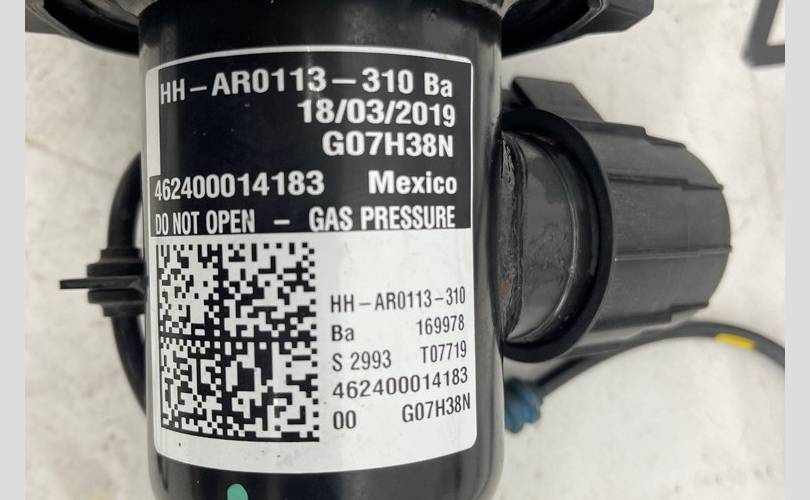 HH-AR0113-310 Ba
18/03/2019
G07H38N
462400014183 Mexico
DO NOT OPEN - GAS PRESSURE
HH-AR0113-310
Ba 169978
S 2993 T07719
462400014183
00 G07H38N